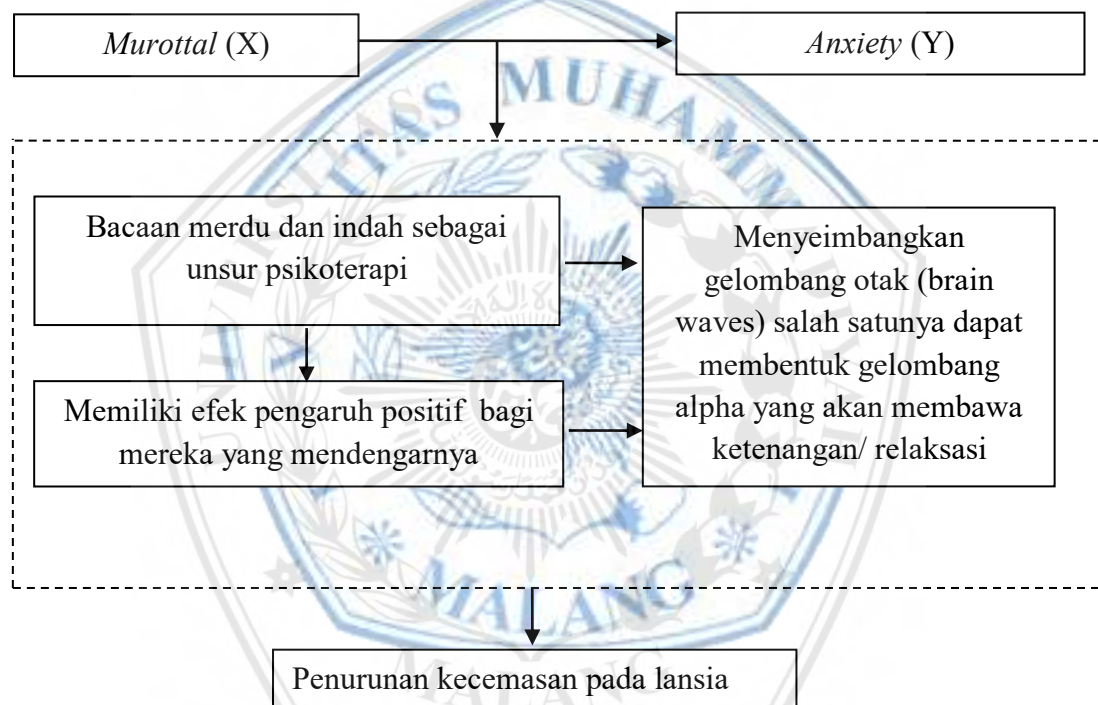 Murottal (X)
Anxiety (Y)
Bacaan merdu dan indah sebagai
unsur psikoterapi
Memiliki efek pengaruh positif bagi
mereka yang mendengarnya
Menyeimbangkan
gelombang otak (brain
waves) salah satunya dapat
membentuk gelombang
alpha yang akan membawa
ketenangan/ relaksasi
Penurunan kecemasan pada lansia
MALANG